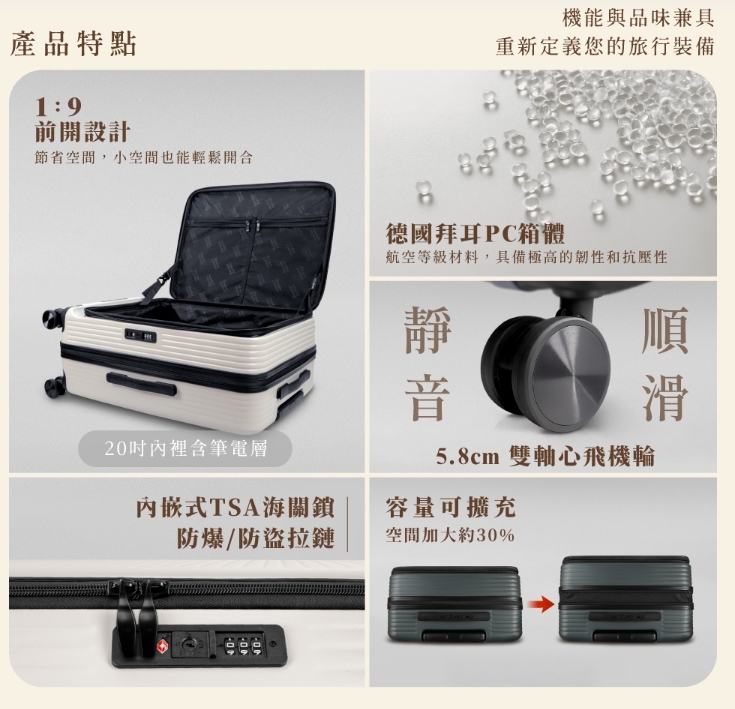 產品特點
機能與品味兼具
重新定義您的旅行裝備
1:9
前開設計
節省空間，小空間也能輕鬆開合
20吋內裡含筆電層
德國拜耳PC箱體
航空等級材料，具備極高的韌性和抗壓性
靜音
順滑
5.8cm 雙軸心飛機輪
內嵌式TSA海關鎖
防爆/防盜拉鏈
容量可擴充
空間加大約30%